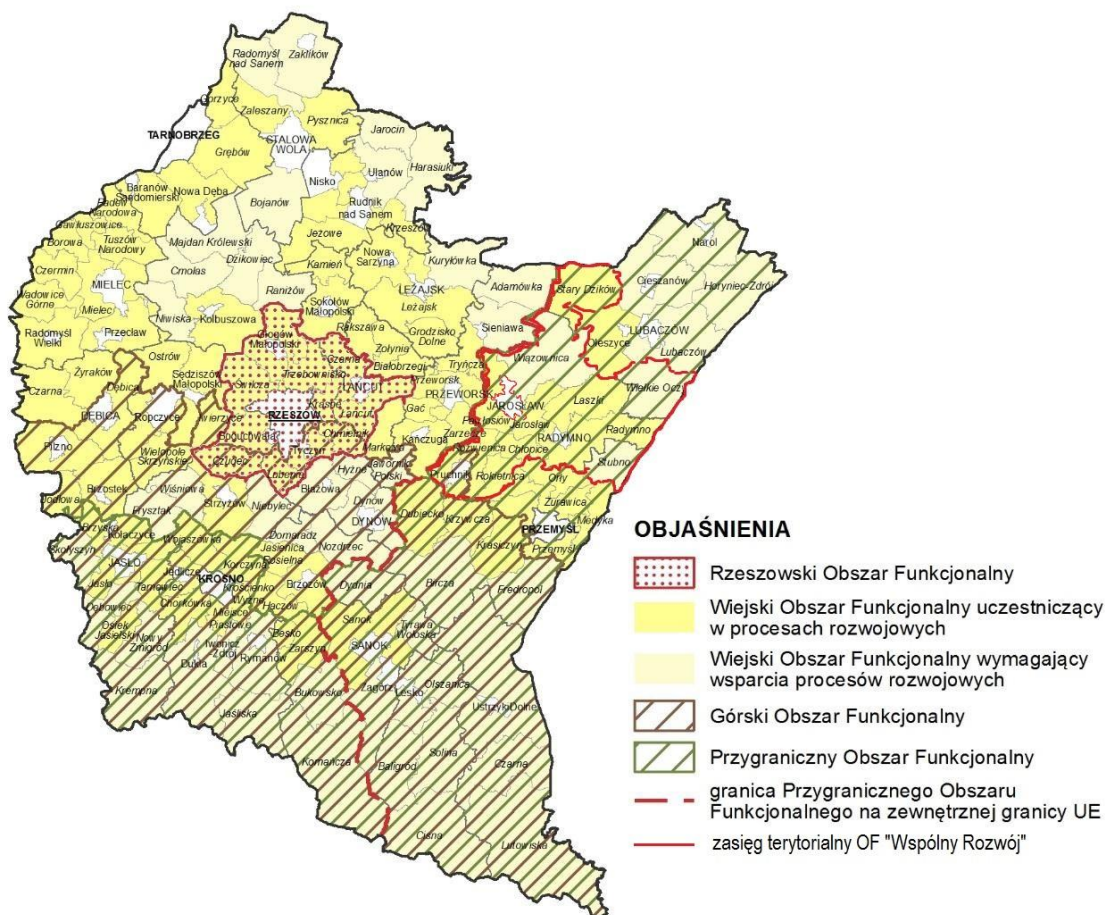 Radomyśl
nad Sanem
Zaklików
Gorzyce
Zaleszany
Pysznica
TARNOBRZEG
STALOWA
WOLA
Jarocin
Grębów
Harasiuki
Nisko
Ulanów
Baranów
Sandomierski
Nowa Dęba
Bojanów
Rudnik
nad Sanem
Padew
Narodowa
Gawłuszowice
Borowa
Tuszów
Narodowy
Jeżowe
Krzeszów
Majdan Królewski
Dzikowiec
Nowa
Sarzyna
Kuryłówka
Narol
Czermin
Cmolas
Kamień
Adamówka
Stary Dzików
Cieszanów
Horyniec-Zdrój
MIELEC
Raniżów
LEŻAJSK
Wadowice
Górne
Mielec
Niwiska
Kolbuszowa
Sokołów
Małopolski
Leżajsk
Sieniawa
LUBACZÓW
Radomyśl
Wielki
Przecław
Głogów
Małopolski
Rakszawa
Grodzisko
Dolne
Oleszyce
Lubaczów
Ostrów
Czarna
Żołynia
Białobrzegi
Tryńcza
Wiązownica
Żyraków
Sędziszów
Małopolski
Trzebownisko
Świlcza
ŁAŃCUT
Przeworsk
PRZEWORSK
Wielkie Oczy
Czarna
Dębica
DĘBICA
Ropczyce
Iwierzyce
RZESZÓW
Krasne
Łańcut
Gać
JAROSŁAW
Laszki
Pawłosiów
Jarosław
Boguchwała
Chmielnik
Zarzecze
RADYMNO
Radymno
Pilzno
Tyczyn
Markowa
Kańczuga
Roźwienica
Chłopice
Wielopole
Skrzyńskie
Czudec
Lubenia
Hyżne
Jawornik
Polski
Pruchnik
Rokietnica
Stubno
Brzostek
Wiśniowa
Strzyżów
Błażowa
Orły
Jodłowa
Niebylec
Dynów
DYNÓW
Dubiecko
Krzywcza
Żurawica
Frysztak
Medyka
Brzyska
Kołaczyce
Wojaszówka
Domaradz
Nozdrzec
PRZEMYŚL
Skołyszyn
Jasienica
Rosielna
Krasiczyn
Przemyśl
JASŁO
Jedlicze
Korczyna
Jasło
Tarnowiec
KROSNO
Krościenko
Wyżne
Brzozów
Dydnia
Bircza
Fredropol
Dębowiec
Chorkówka
Miejsce
Piastowe
Haczów
Osiek
Jasielski
Nowy
Żmigród
Besko
Sanok
Tyrawa
Wołoska
Iwonicz
Zdrój
Zarszyn
SANOK
Dukla
Rymanów
Zagórz
Lesko
Olszanica
Krempna
Bukowsko
Ustrzyki Dolne
Jaśliska
Solina
Komańcza
Baligród
Czarna
Cisna
Lutowiska
OBJAŚNIENIA
Rzeszowski Obszar Funkcjonalny
Wiejski Obszar Funkcjonalny uczestniczący
w procesach rozwojowych
Wiejski Obszar Funkcjonalny wymagający
wsparcia procesów rozwojowych
Górski Obszar Funkcjonalny
Przygraniczny Obszar Funkcjonalny
granica Przygranicznego Obszaru
Funkcjonalnego na zewnętrznej granicy UE
zasięg terytorialny OF "Wspólny Rozwój"